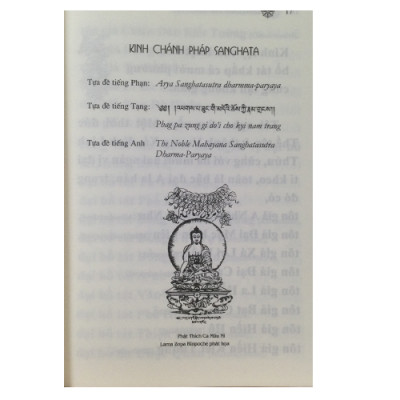 KINH CHÁNH PHÁP SANGHATA
Tựa đề tiếng Phạn: Arya Sanghatasutra dharmma-paryaya
Tựa đề tiếng Tạng:
Phag pa zung gi do'i cho kyi nam trang
Tựa đề tiếng Anh The Noble Mahayana Sanghatasutra
Dharma-Paryaya
Phật Thích Ca Mâu Ni
Lama Zopa Rinpoche phát họa